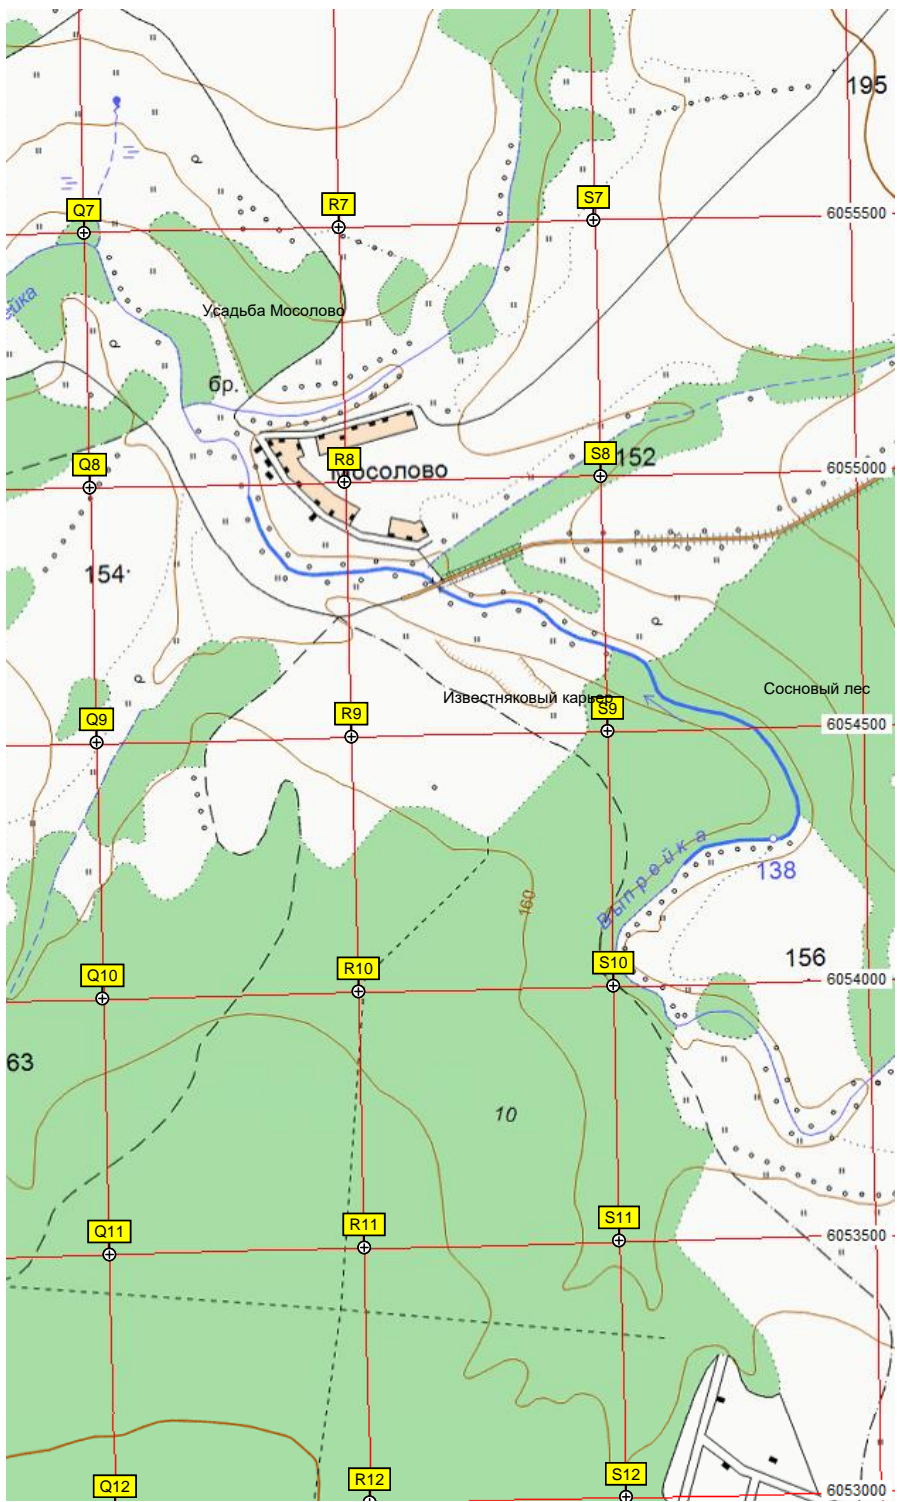 195
Q7
R7
S7
6055500
ейка
Усадьба Мосолово
бр.
Q8
R8
S8
152
6055000
Мосолово
154
Сосновый лес
Известняковый карьер
Q9
R9
S9
6054500
Выпрейка
138
160
156
Q10
R10
S10
6054000
63
10
Q11
R11
S11
6053500
Q12
R12
S12
6053000